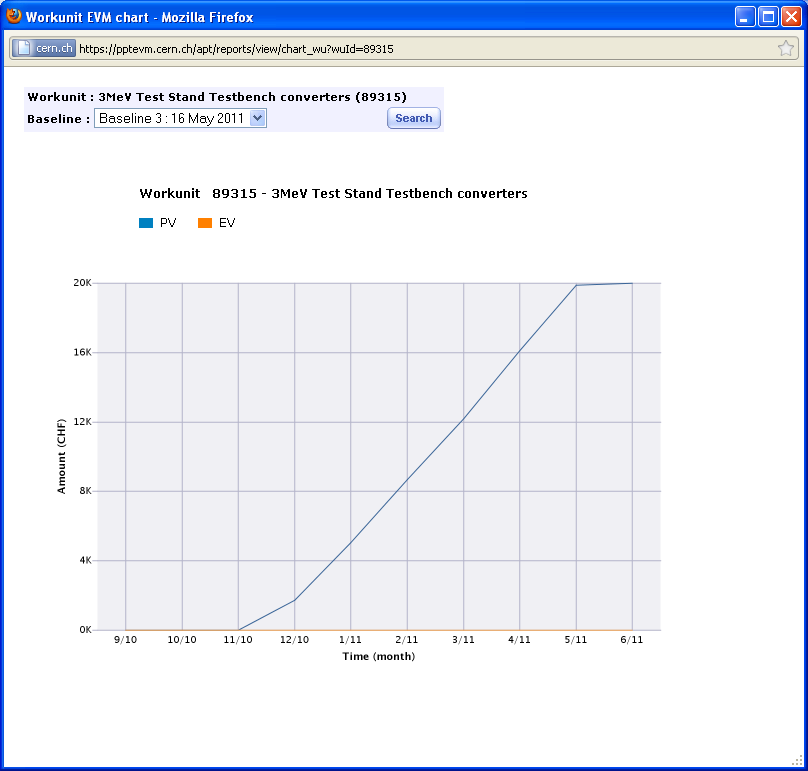 Workunit EVM chart - Mozilla Firefox
cern.ch https://pptevm.cern.ch/apt/reports/view/chart_wu?wuId=89315
Workunit : 3MeV Test Stand Testbench converters (89315)
Baseline : Baseline 3 : 16 May 2011 Search
Workunit 89315 - 3MeV Test Stand Testbench converters
PV EV
20K
16K
12K
8K
4K
0K
Amount (CHF)
9/10 10/10 11/10 12/10 1/11 2/11 3/11 4/11 5/11 6/11
Time (month)